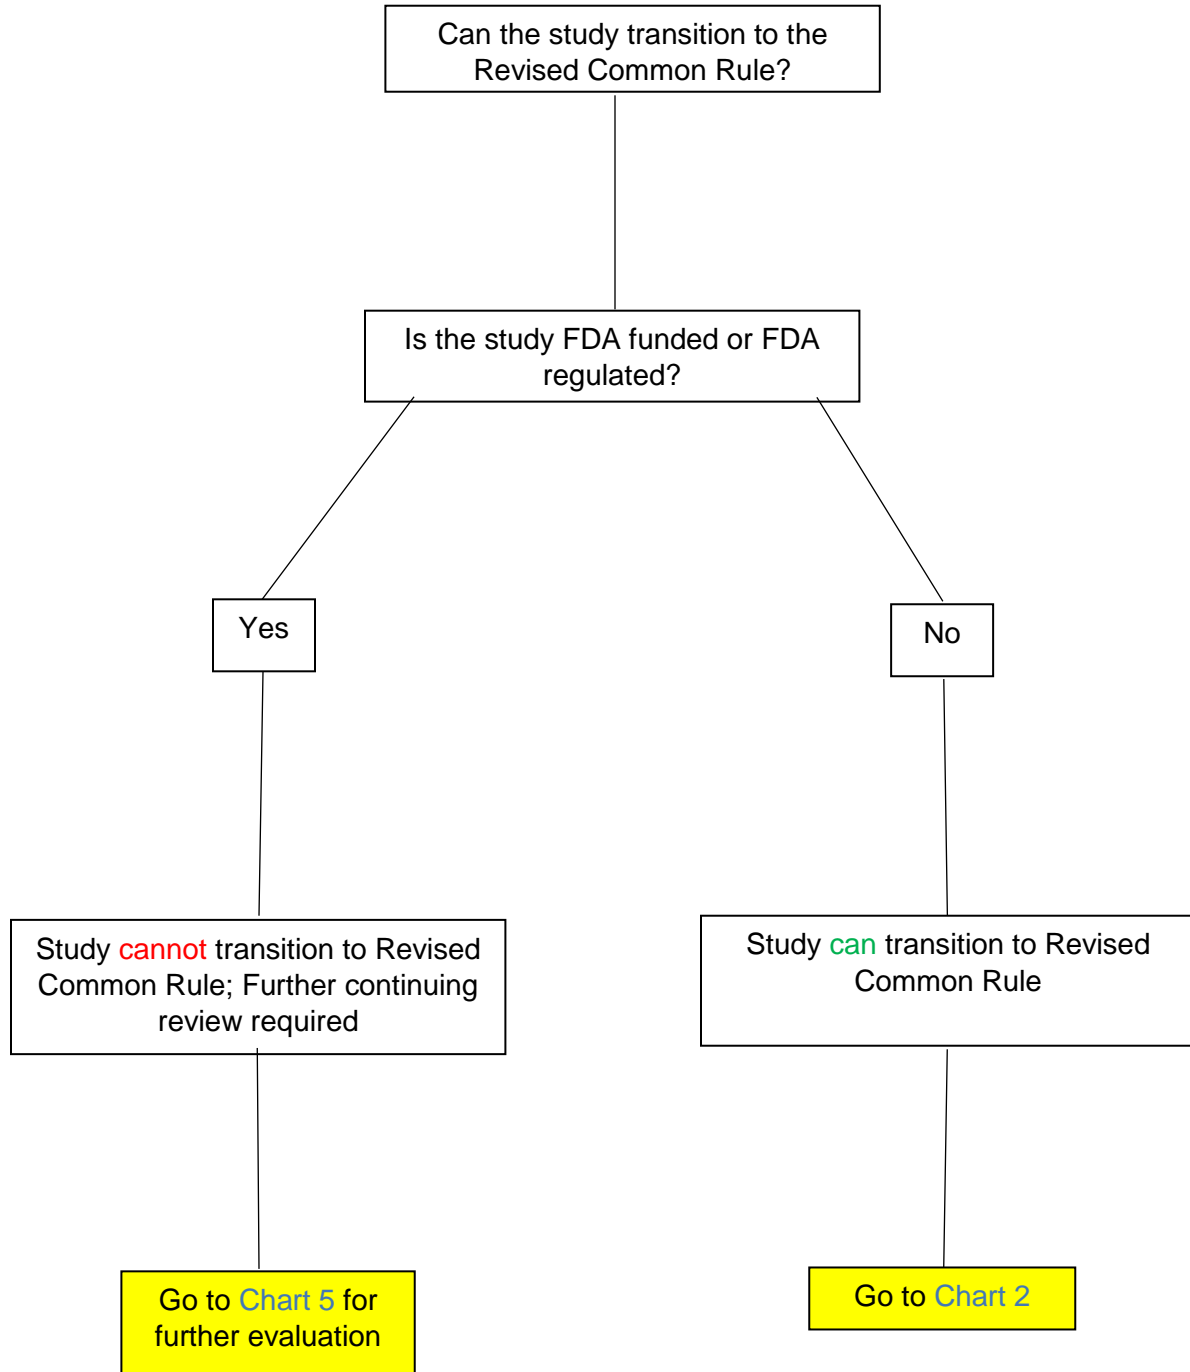 Can the study transition to the
Revised Common Rule?
Is the study FDA funded or FDA
regulated?
Yes
No
Study cannot transition to Revised
Common Rule; Further continuing
review required
Study can transition to Revised
Common Rule
Go to Chart 5 for
further evaluation
Go to Chart 2